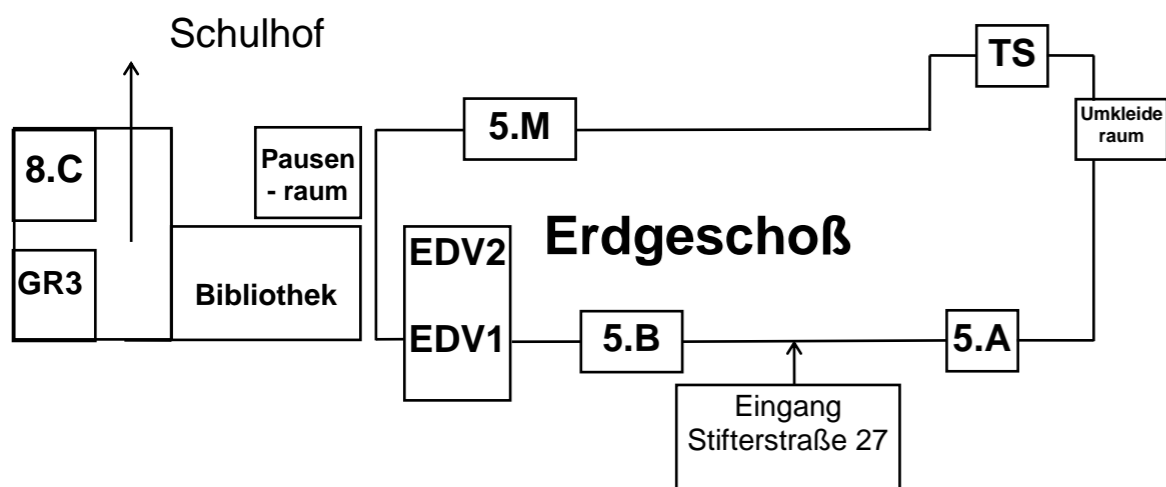 Schulhof
TS
5.M
Umkleide
raum
8.C
Pausen
- raum
Erdgeschoß
EDV2
GR3
Bibliothek
EDV1
5.B
5.A
Eingang
Stifterstraße 27